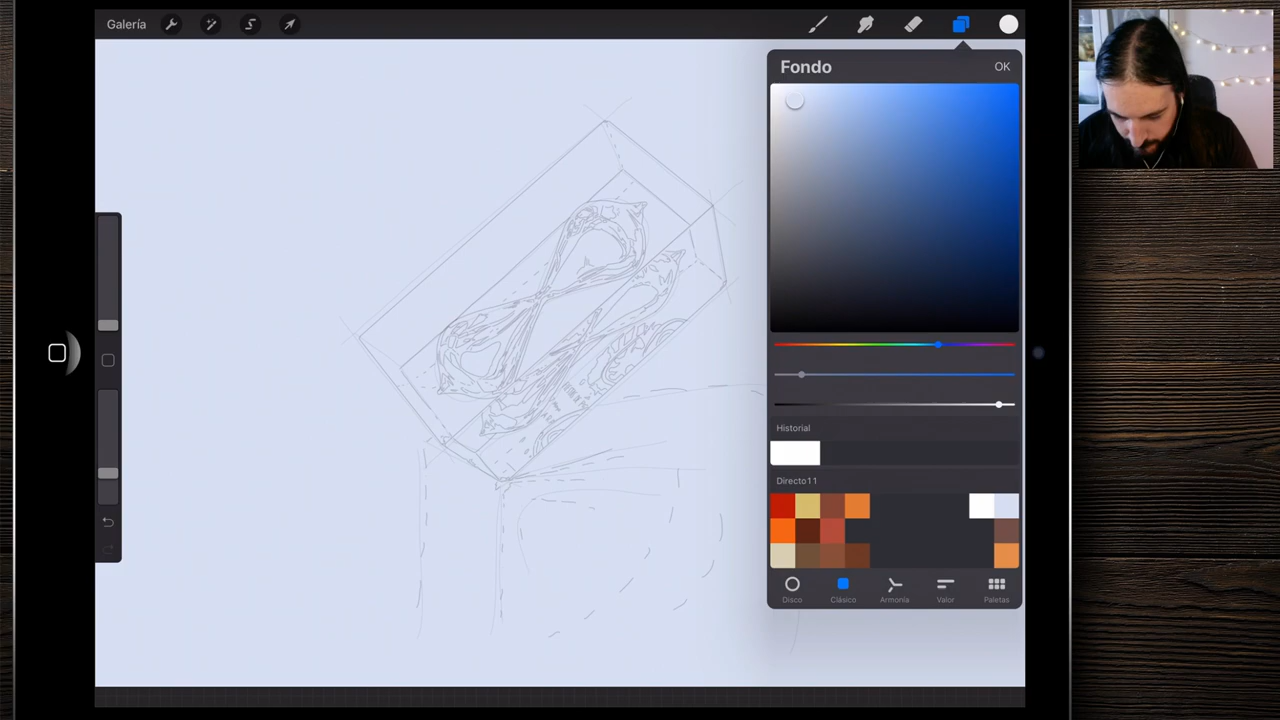 Galería
Fondo
OK
Historial
Directo11
Disco
Clásico
Armonía
Valor
Paletas